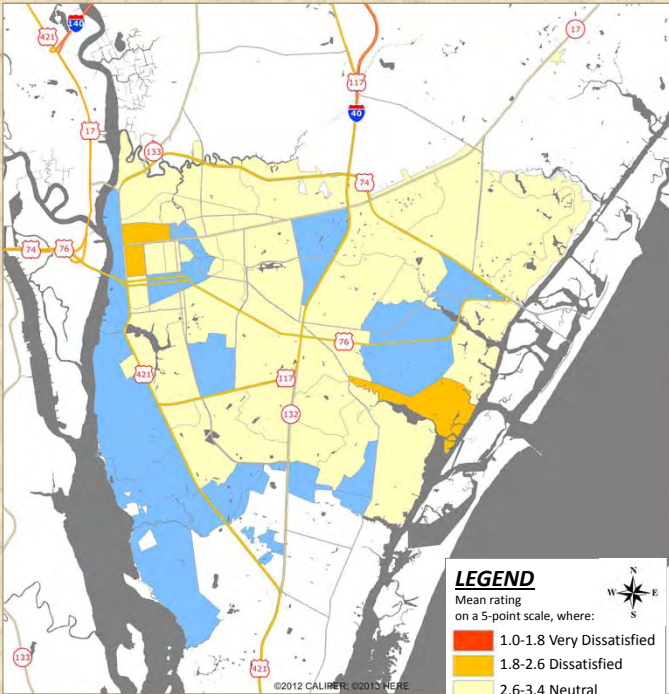 140
421
17
17
117
40
133
74
74
76
76
421
117
132
LEGEND
N
W E
S
Mean rating
on a 5-point scale, where:
1.0-1.8 Very Dissatisfied
1.8-2.6 Dissatisfied
2.6-3.4 Neutral
133
421
©2012 CALIPER; ©2013 HERE